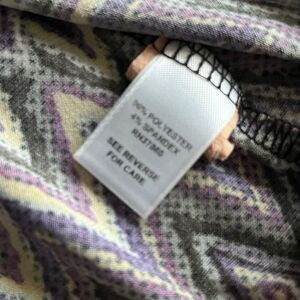 96% POLYESTER
4% SPANDEX
SEE REVERSE
FOR CARE